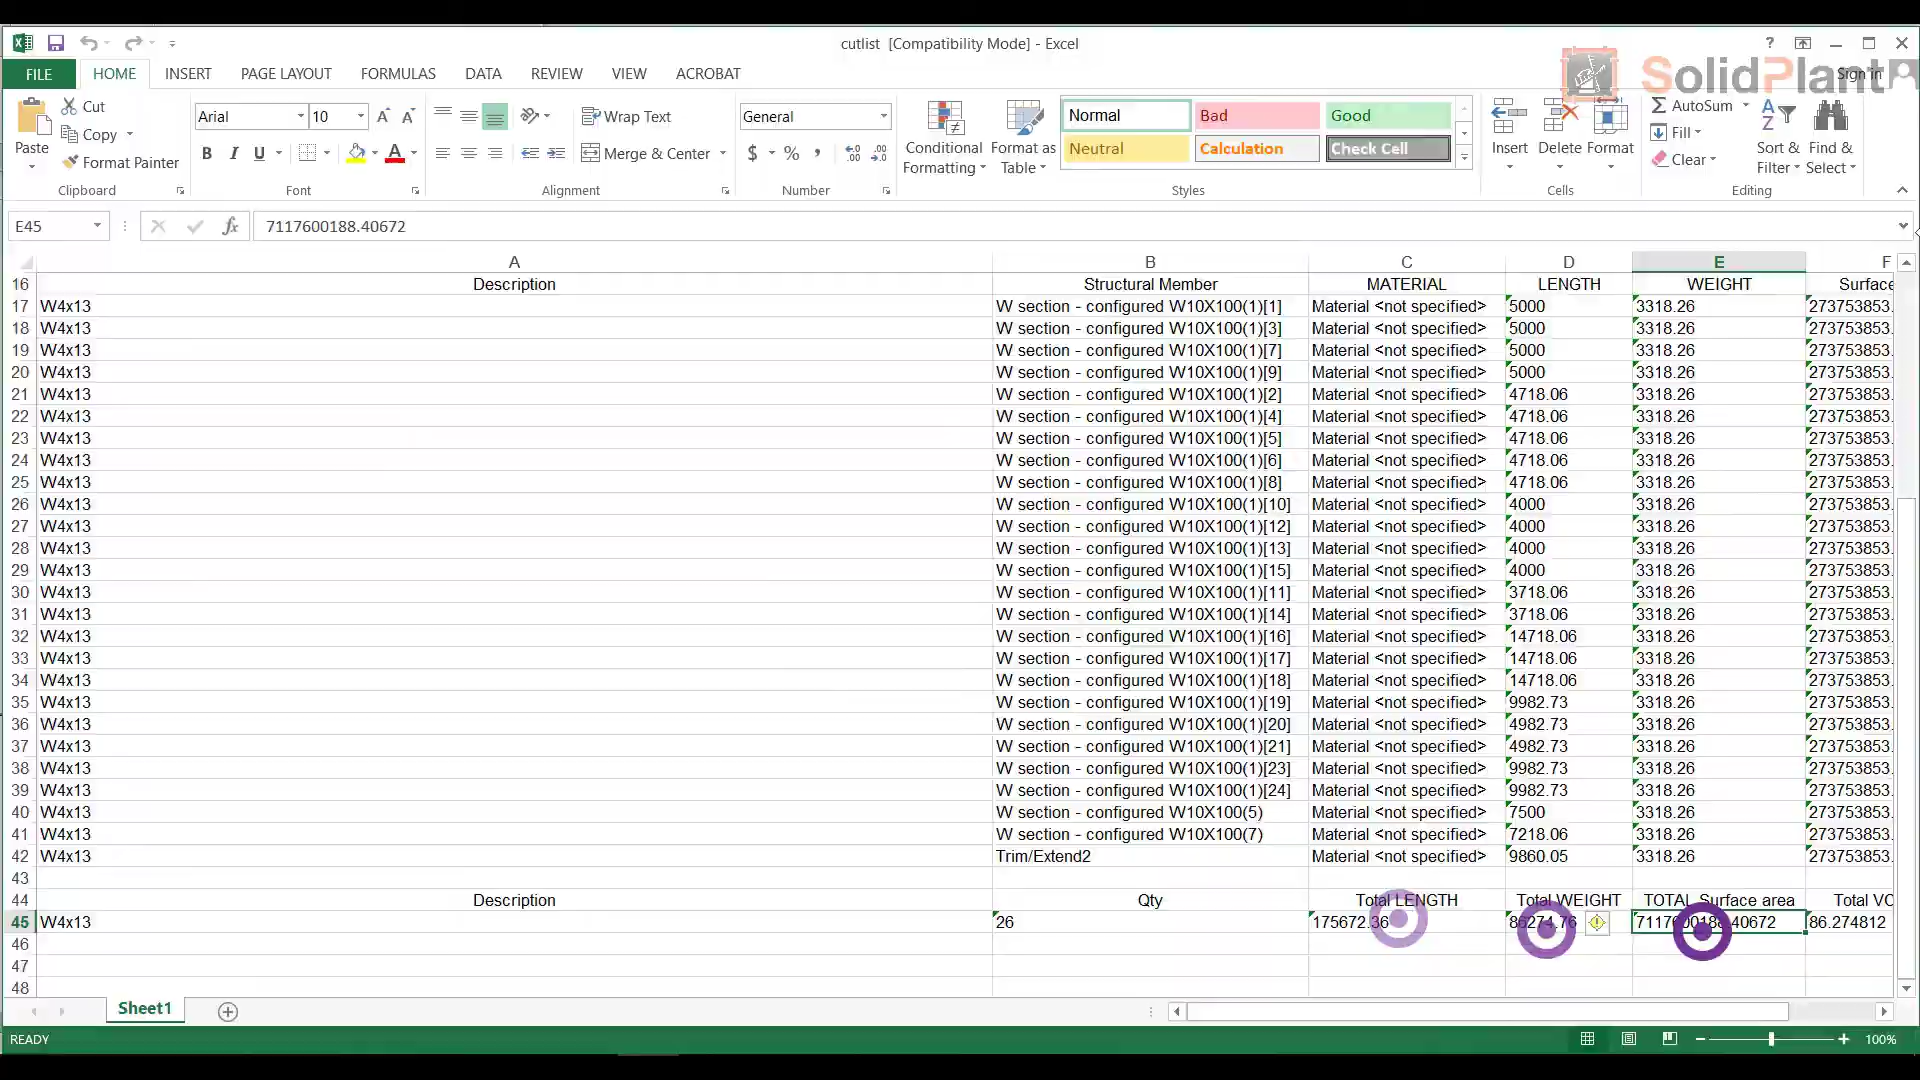 cutlist [Compatibility Mode] - Excel
?
SolidPlant
Sign in
FILE HOME INSERT PAGE LAYOUT FORMULAS DATA REVIEW VIEW ACROBAT
Paste
Cut
Copy
Format Painter
Clipboard
Arial 10
B I U
Font
Wrap Text
Merge & Center
Alignment
General
$ % ,
Number
Conditional Formatting
Format as Table
Normal Bad Good
Neutral Calculation Check Cell
Styles
Insert Delete Format
Cells
AutoSum
Fill
Clear
Sort & Filter
Find & Select
Editing
E45 fx 7117600188.40672
A B C D E F
16 Description Structural Member MATERIAL LENGTH WEIGHT Surface
17 W4x13 W section - configured W10X100(1)[1] Material <not specified> 5000 3318.26 273753853.
18 W4x13 W section - configured W10X100(1)[3] Material <not specified> 5000 3318.26 273753853.
19 W4x13 W section - configured W10X100(1)[7] Material <not specified> 5000 3318.26 273753853.
20 W4x13 W section - configured W10X100(1)[9] Material <not specified> 5000 3318.26 273753853.
21 W4x13 W section - configured W10X100(1)[2] Material <not specified> 4718.06 3318.26 273753853.
22 W4x13 W section - configured W10X100(1)[4] Material <not specified> 4718.06 3318.26 273753853.
23 W4x13 W section - configured W10X100(1)[5] Material <not specified> 4718.06 3318.26 273753853.
24 W4x13 W section - configured W10X100(1)[6] Material <not specified> 4718.06 3318.26 273753853.
25 W4x13 W section - configured W10X100(1)[8] Material <not specified> 4718.06 3318.26 273753853.
26 W4x13 W section - configured W10X100(1)[10] Material <not specified> 4000 3318.26 273753853.
27 W4x13 W section - configured W10X100(1)[12] Material <not specified> 4000 3318.26 273753853.
28 W4x13 W section - configured W10X100(1)[13] Material <not specified> 4000 3318.26 273753853.
29 W4x13 W section - configured W10X100(1)[15] Material <not specified> 4000 3318.26 273753853.
30 W4x13 W section - configured W10X100(1)[11] Material <not specified> 3718.06 3318.26 273753853.
31 W4x13 W section - configured W10X100(1)[14] Material <not specified> 3718.06 3318.26 273753853.
32 W4x13 W section - configured W10X100(1)[16] Material <not specified> 14718.06 3318.26 273753853.
33 W4x13 W section - configured W10X100(1)[17] Material <not specified> 14718.06 3318.26 273753853.
34 W4x13 W section - configured W10X100(1)[18] Material <not specified> 14718.06 3318.26 273753853.
35 W4x13 W section - configured W10X100(1)[19] Material <not specified> 9982.73 3318.26 273753853.
36 W4x13 W section - configured W10X100(1)[20] Material <not specified> 4982.73 3318.26 273753853.
37 W4x13 W section - configured W10X100(1)[21] Material <not specified> 4982.73 3318.26 273753853.
38 W4x13 W section - configured W10X100(1)[23] Material <not specified> 9982.73 3318.26 273753853.
39 W4x13 W section - configured W10X100(1)[24] Material <not specified> 9982.73 3318.26 273753853.
40 W4x13 W section - configured W10X100(5) Material <not specified> 7500 3318.26 273753853.
41 W4x13 W section - configured W10X100(7) Material <not specified> 7218.06 3318.26 273753853.
42 W4x13 Trim/Extend2 Material <not specified> 9860.05 3318.26 273753853.
43
44 Description Qty Total LENGTH Total WEIGHT TOTAL Surface area Total VO
45 W4x13 26 175672.36 86274.76 7117600188.40672 86.274812
46
47
48
Sheet1
READY 100%